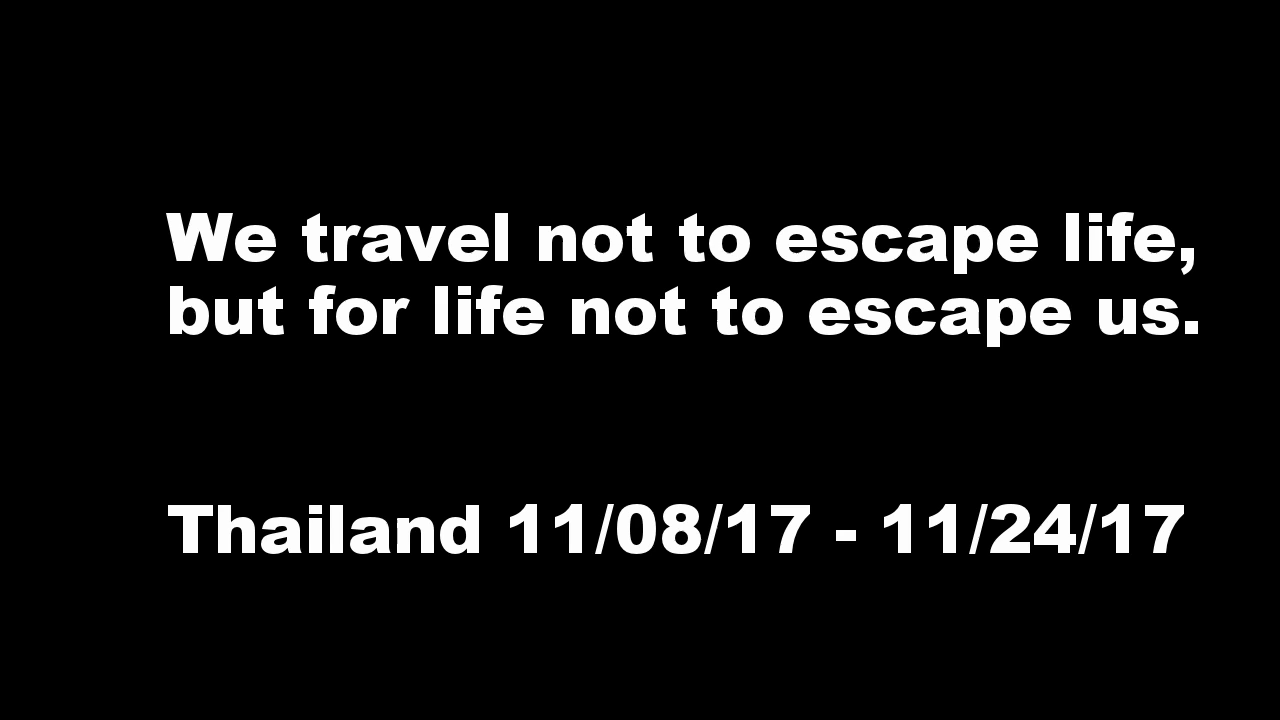 We travel not to escape life,
but for life not to escape us.
Thailand 11/08/17 - 11/24/17